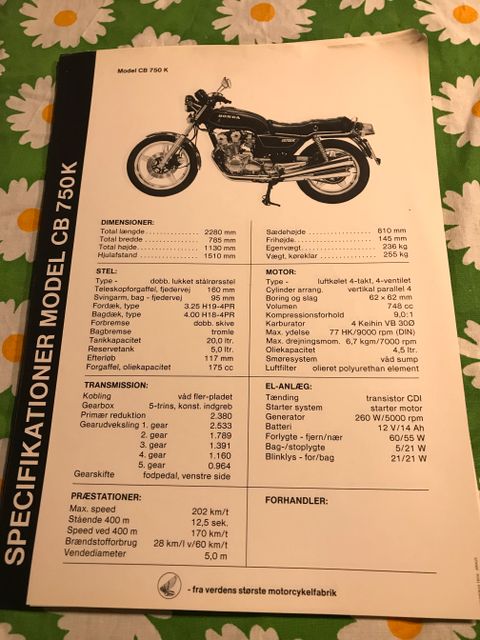 SPECIFIKATIONER MODEL CB 750K
Model CB 750 K
HONDA
DIMENSIONER:
Total længde 2280 mm
Total bredde 785 mm
Total højde 1130 mm
Hjulafstand 1510 mm
Sædehøjde 810 mm
Frihøjde 145 mm
Egenvægt 236 kg
Vægt, køreklar 255 kg
STEL:
Type - dobb. lukket stålrørsstel
Teleskopforgaffel, fjedervej 160 mm
Svingarm, bag - fjedervej 95 mm
Fordæk, type 3.25 H19-4PR
Bagdæk, type 4.00 H18-4PR
Forbremse dobb. skive
Bagbremse tromle
Tankkapacitet 20,0 ltr.
Reservetank 5,0 ltr.
Efterløb 117 mm
Forgaffel, oliekapacitet 175 cc
MOTOR:
Type - luftkølet 4-takt, 4-ventilet
Cylinder arrang. vertikal parallel 4
Boring og slag 62 x 62 mm
Volumen 748 cc
Kompressionsforhold 9,0:1
Karburator 4 Keihin VB 30Ø
Max. ydelse 77 HK/9000 rpm (DIN)
Max. drejningsmom. 6,7 kgm/7000 rpm
Oliekapacitet 4,5 ltr.
Smøresystem våd sump
Luftfilter olieret polyurethan element
TRANSMISSION:
Kobling våd fler-pladet
Gearbox 5-trins, konst. indgreb
Primær reduktion 2.380
Gearudveksling 1. gear 2.533
2. gear 1.789
3. gear 1.391
4. gear 1.160
5. gear 0.964
Gearskifte fodpedal, venstre side
EL-ANLÆG:
Tænding transistor CDI
Starter system starter motor
Generator 260 W/5000 rpm
Batteri 12 V/14 Ah
Forlygte - fjern/nær 60/55 W
Bag-/stoplygte 5/21 W
Blinklys - for/bag 21/21 W
PRÆSTATIONER:
Max. speed 202 km/t
Stående 400 m 12,5 sek.
Speed ved 400 m 170 km/t
Brændstofforbrug 28 km/l v/60 km/t
Vendediameter 5,0 m
FORHANDLER:
- fra verdens største motorcykelfabrik